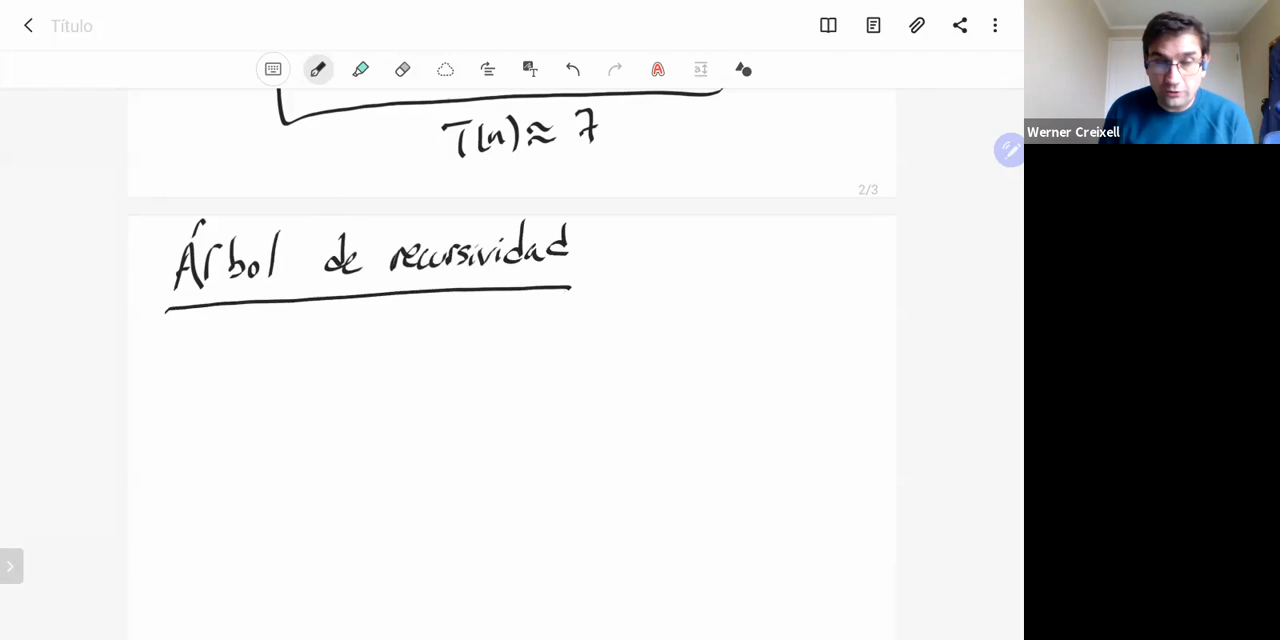 Título
T(n) ≈ 7
2/3
Árbol de recursividad
Werner Creixell